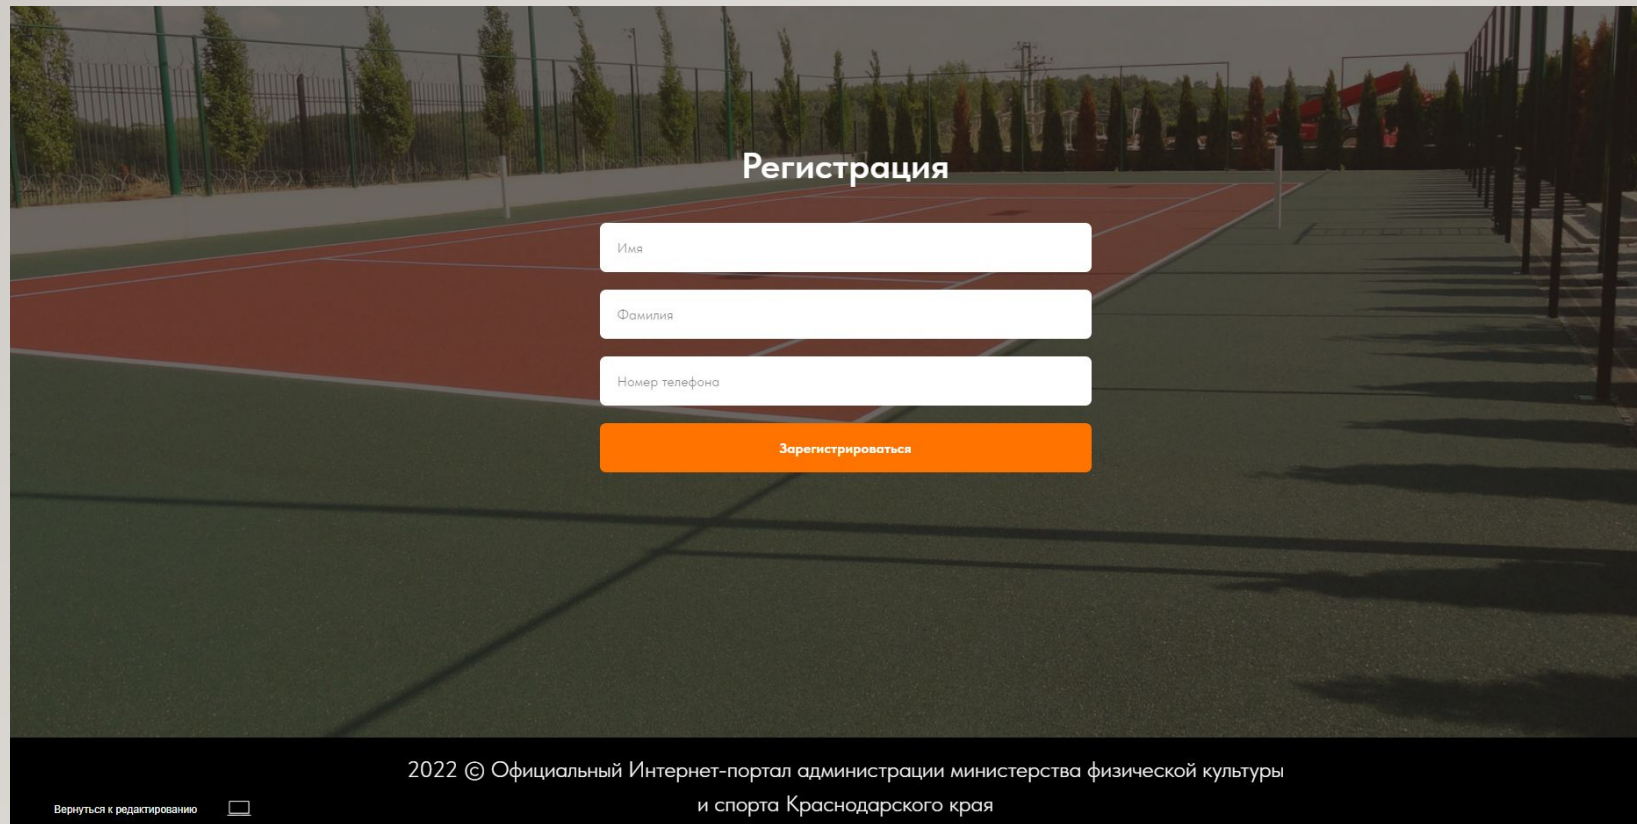 Регистрация
Имя
Фамилия
Номер телефона
Зарегистрироваться
2022 © Официальный Интернет-портал администрации министерства физической культуры
и спорта Краснодарского края
Вернуться к редактированию